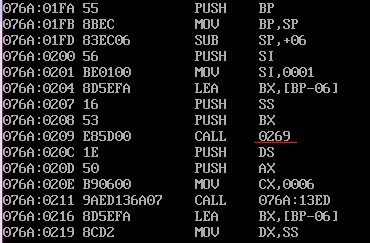 076A:01FA 55 PUSH BP
076A:01FB 8BEC MOV BP,SP
076A:01FD 83EC06 SUB SP,+06
076A:0200 56 PUSH SI
076A:0201 BE0100 MOV SI,0001
076A:0204 8D5EFA LEA BX,[BP-06]
076A:0207 16 PUSH SS
076A:0208 53 PUSH BX
076A:0209 E85D00 CALL 0269
076A:020C 1E PUSH DS
076A:020D 50 PUSH AX
076A:020E B90600 MOV CX,0006
076A:0211 9AED136A07 CALL 076A:13ED
076A:0216 8D5EFA LEA BX,[BP-06]
076A:0219 8CD2 MOV DX,SS